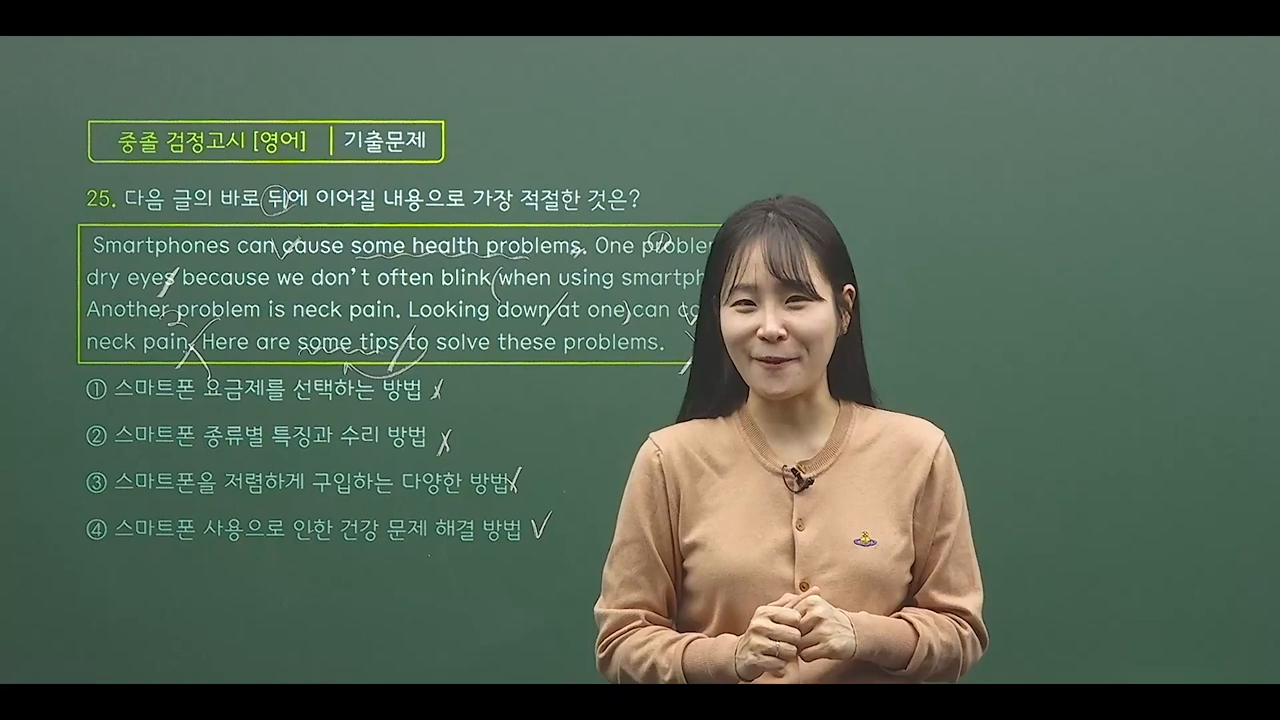 중졸 검정고시 [영어] | 기출문제
25. 다음 글의 바로 뒤에 이어질 내용으로 가장 적절한 것은?
Smartphones can cause some health problems. One
dry eyes because we don't often blink when using
Another problem is neck pain. Looking down at one can
neck pain. Here are some tips to solve these problems.
① 스마트폰 요금제를 선택하는 방법
② 스마트폰 종류별 특징과 수리 방법
③ 스마트폰을 저렴하게 구입하는 다양한 방법
④ 스마트폰 사용으로 인한 건강 문제 해결 방법